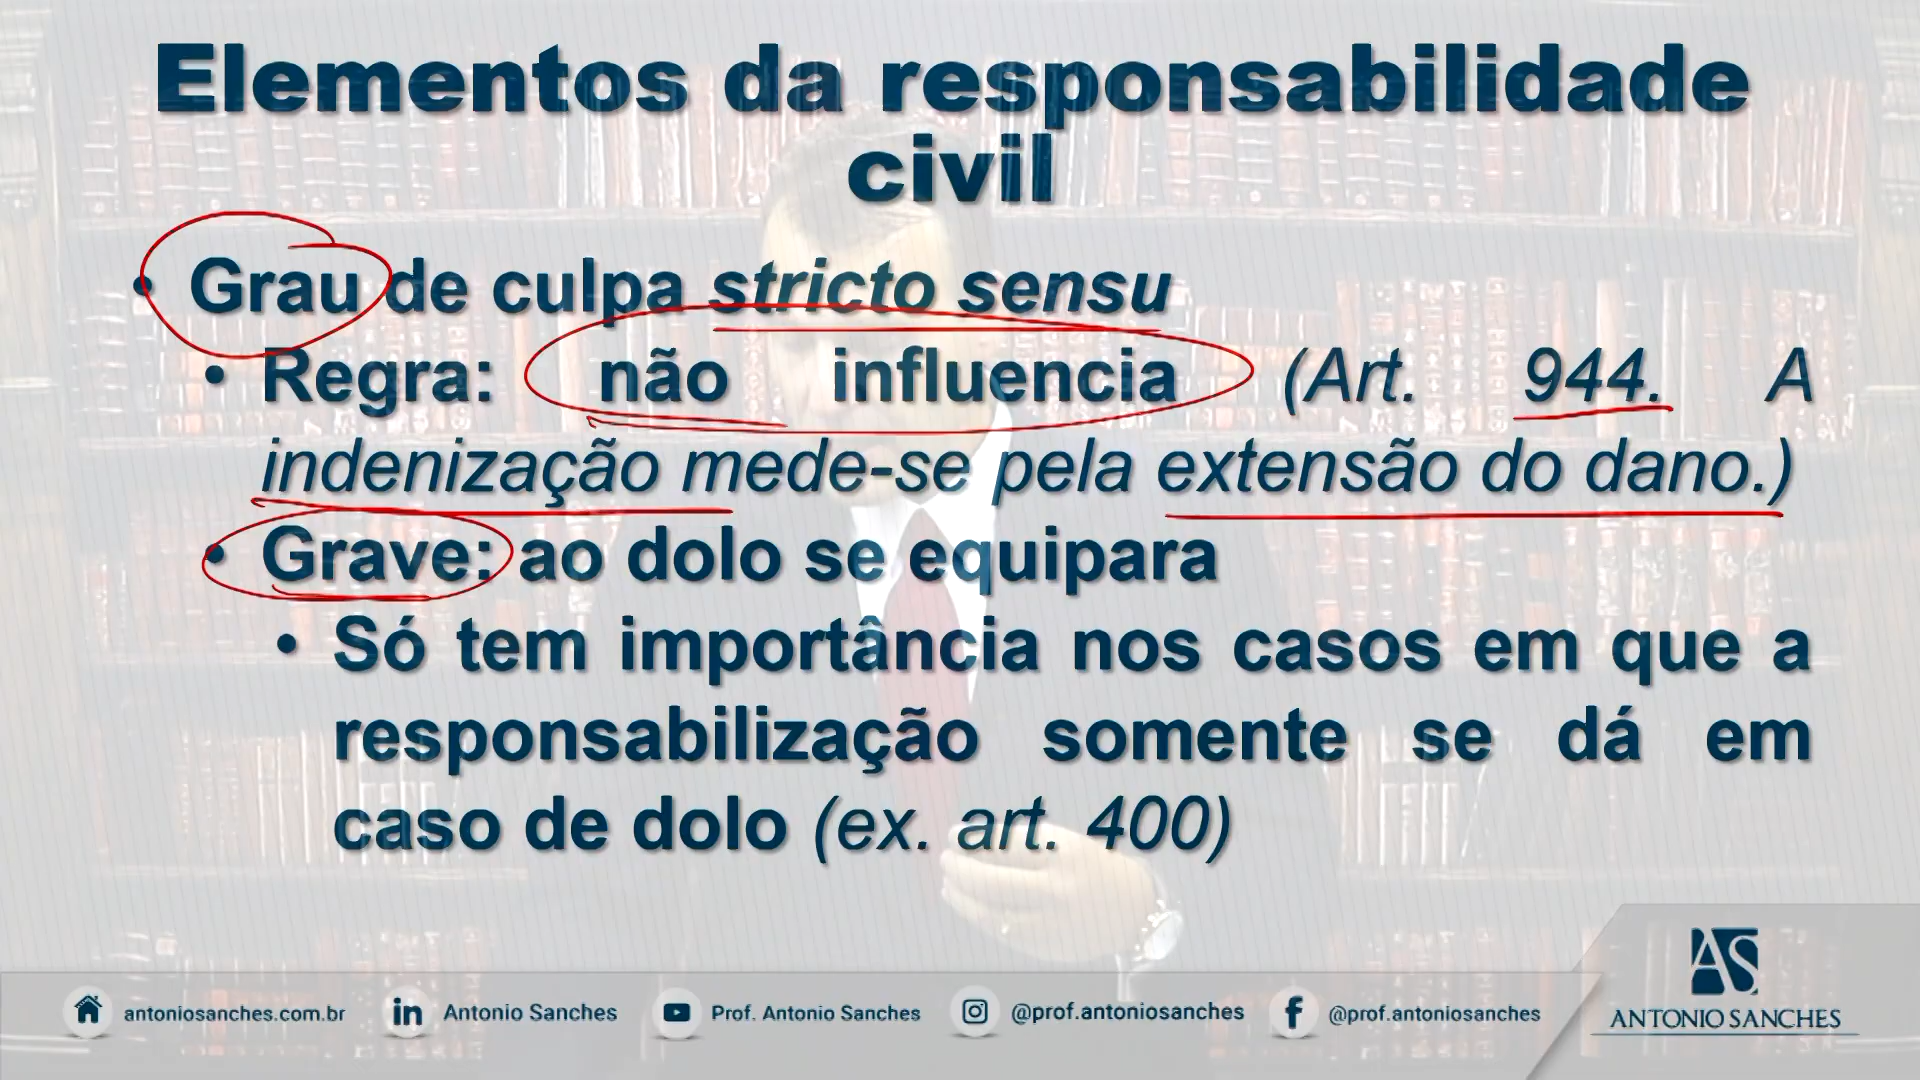 Elementos da responsabilidade
civil
• Grau de culpa stricto sensu
• Regra: não influencia (Art. 944. A
indenização mede-se pela extensão do dano.)
• Grave: ao dolo se equipara
• Só tem importância nos casos em que a
responsabilização somente se dá em
caso de dolo (ex. art. 400)
AS
antoniosanches.com.br in Antonio Sanches Prof. Antonio Sanches @prof.antoniosanches f @prof.antoniosanches ANTONIO SANCHES